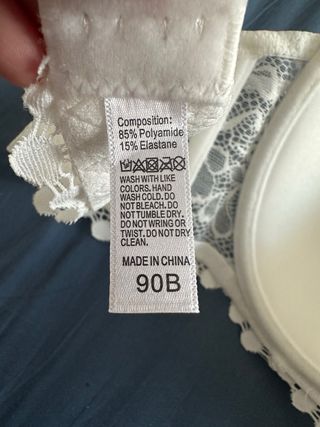 Composition:
85% Polyamide
15% Elastane
WASH WITH LIKE
COLORS. HAND
WASH COLD. DO
NOT BLEACH. DO
NOT TUMBLE DRY.
DO NOT WRING OR
TWIST. DO NOT DRY
CLEAN.
MADE IN CHINA
90B